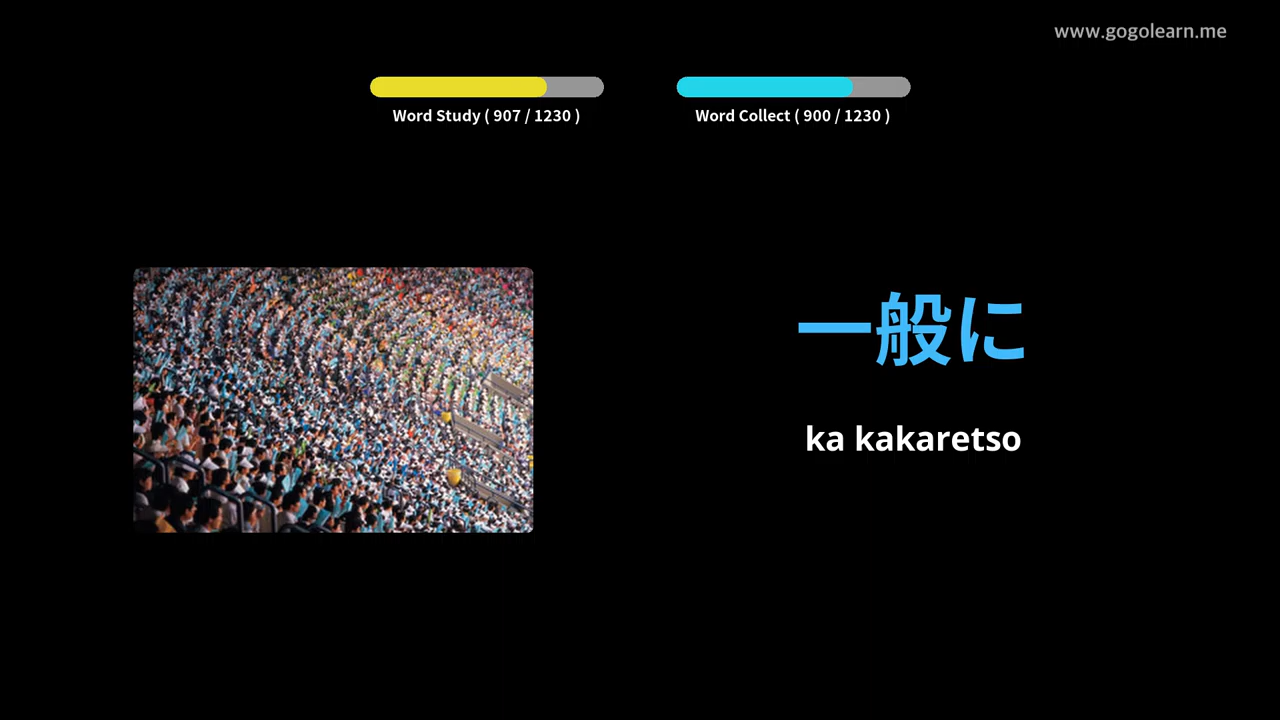 www.gogolearn.me
Word Study ( 907 / 1230 )
Word Collect ( 900 / 1230 )
一般に
ka kakaretso